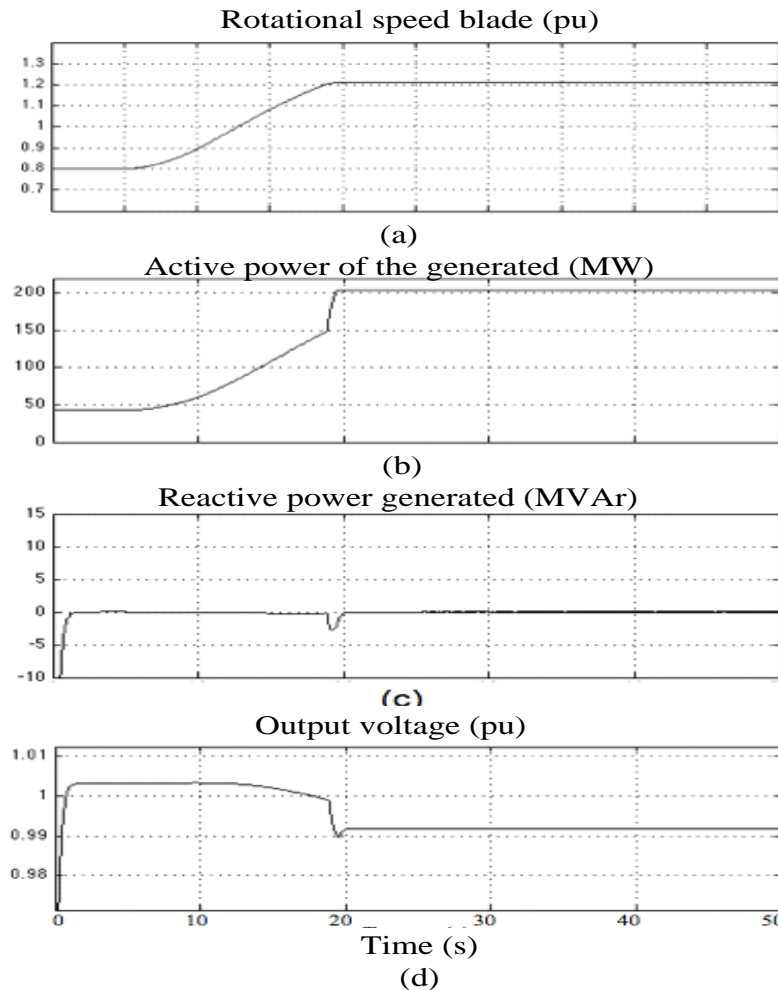 Rotational speed blade (pu)
1.3
1.2
1.1
1
0.9
0.8
0.7
(a)
Active power of the generated (MW)
200
150
100
50
0
(b)
Reactive power generated (MVAr)
15
10
5
0
-5
-10
(c)
Output voltage (pu)
1.01
1
0.99
0.98
0 10 20 30 40 50
Time (s)
(d)